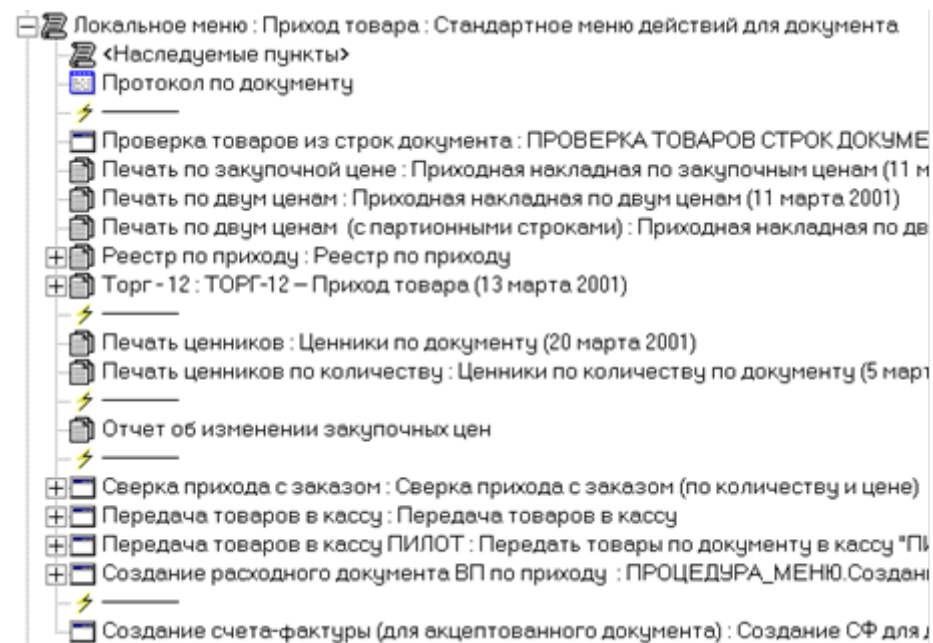 Локальное меню : Приход товара : Стандартное меню действий для документа
<Наследуемые пункты>
Протокол по документу
Проверка товаров из строк документа : ПРОВЕРКА ТОВАРОВ СТРОК ДОКУМЕ
Печать по закупочной цене : Приходная накладная по закупочным ценам (11 м
Печать по двум ценам : Приходная накладная по двум ценам (11 марта 2001)
Печать по двум ценам (с партионными строками) : Приходная накладная по дв
Реестр по приходу : Реестр по приходу
Торг - 12 : ТОРГ-12 — Приход товара (13 марта 2001)
Печать ценников : Ценники по документу (20 марта 2001)
Печать ценников по количеству : Ценники по количеству по документу (5 март
Отчет об изменении закупочных цен
Сверка прихода с заказом : Сверка прихода с заказом (по количеству и цене)
Передача товаров в кассу : Передача товаров в кассу
Передача товаров в кассу ПИЛОТ : Передать товары по документу в кассу "ПИ
Создание расходного документа ВП по приходу : ПРОЦЕДУРА_МЕНЮ.Создани
Создание счета-фактуры (для акцептованного документа) : Создание СФ для д